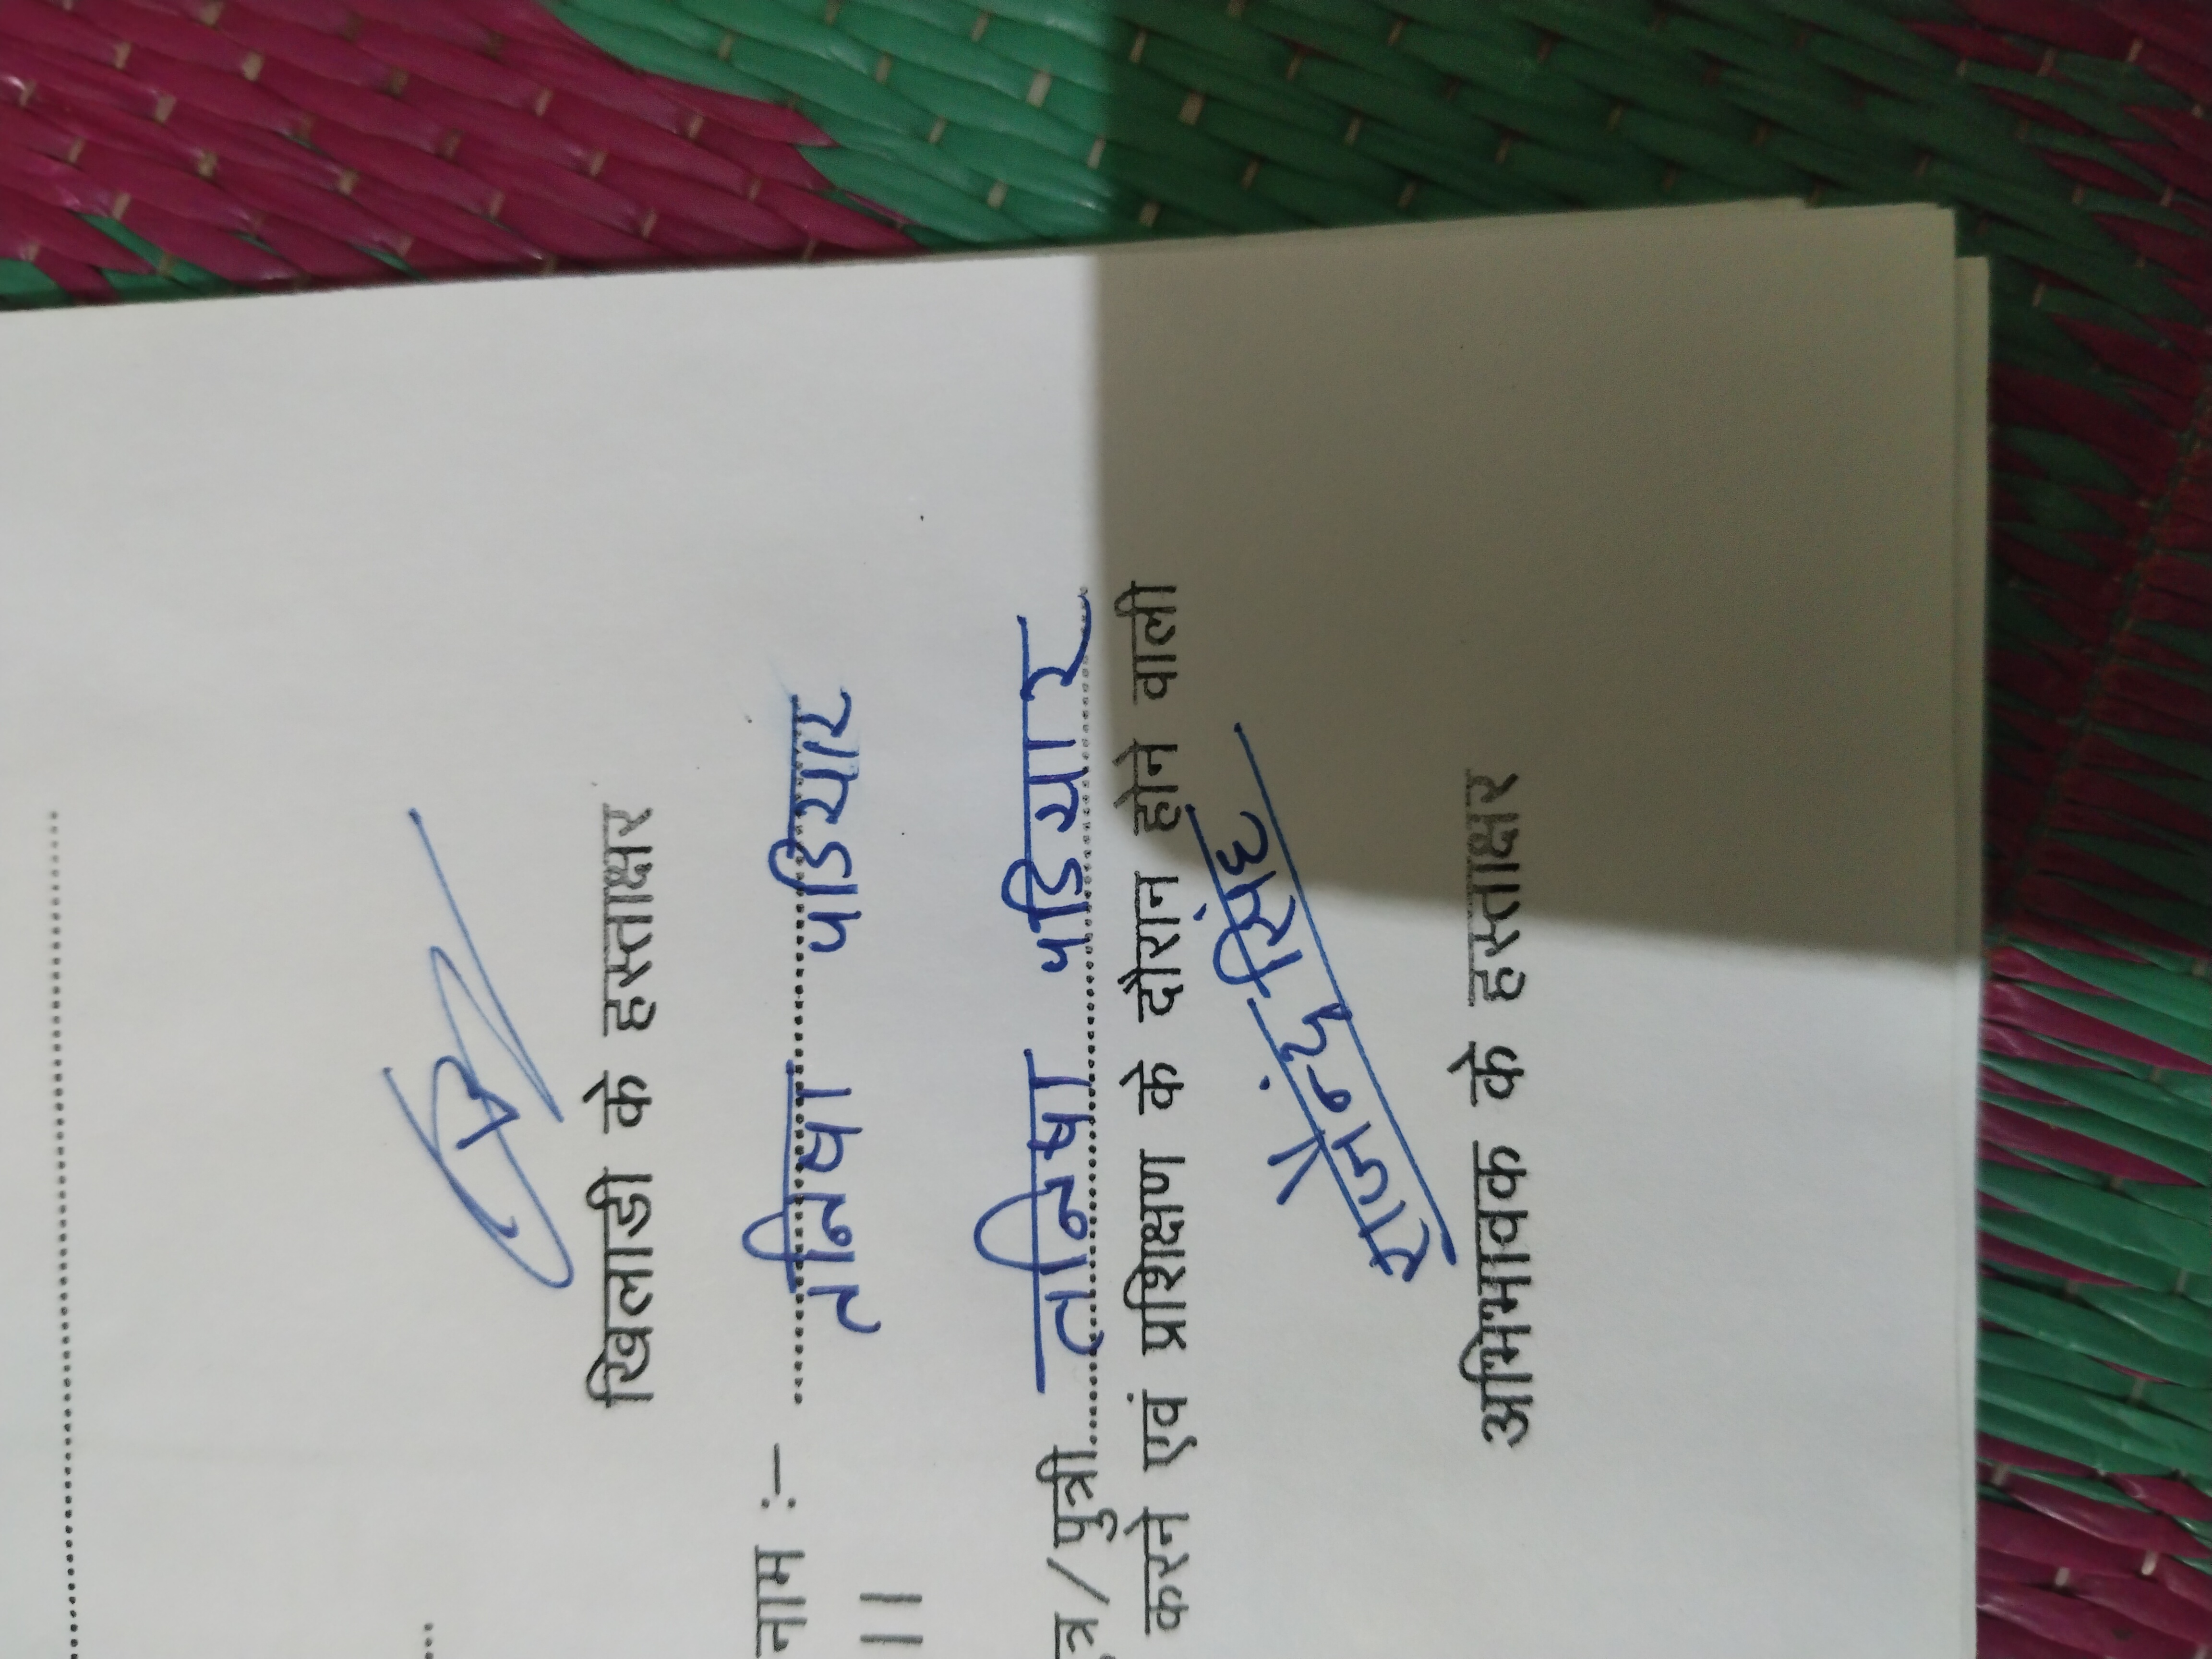 खिलाडी के हस्ताक्षर
नाम :- तनिषा पडियार
||
त्र/पुत्री तनिषा पडियार
करने एवं प्रशिक्षण के दौरान होने वाली
राजेन्द्र सिंह
अभिभावक के हस्ताक्षर